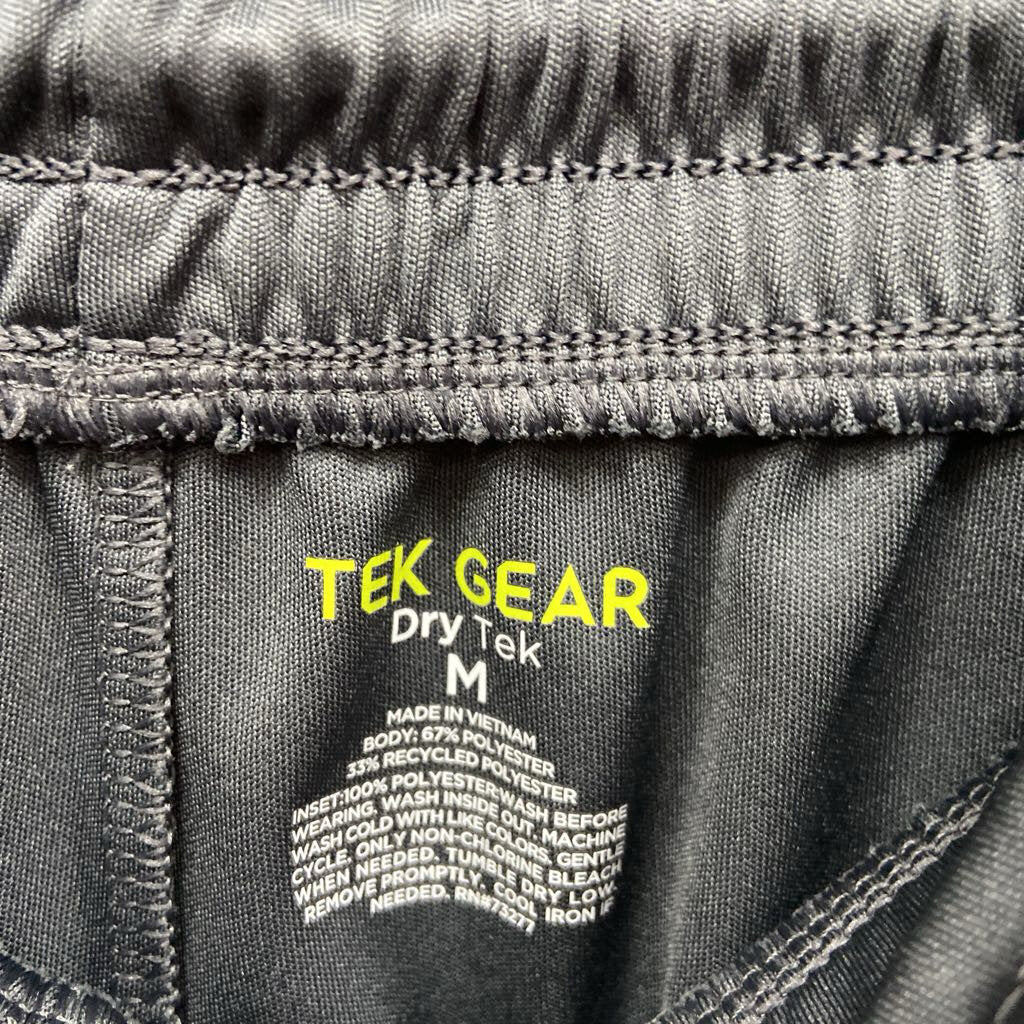 TEK GEAR
Dry Tek
M
MADE IN VIETNAM
BODY: 67% POLYESTER
33% RECYCLED POLYESTER
INSET:100% POLYESTER WASH BEFORE
WEARING. WASH INSIDE OUT. MACHINE
WASH COLD WITH LIKE COLORS. GENTLE
CYCLE. ONLY NON-CHLORINE BLEACH
WHEN NEEDED. TUMBLE DRY LOW.
REMOVE PROMPTLY. COOL IRON IF
NEEDED. RN#75277